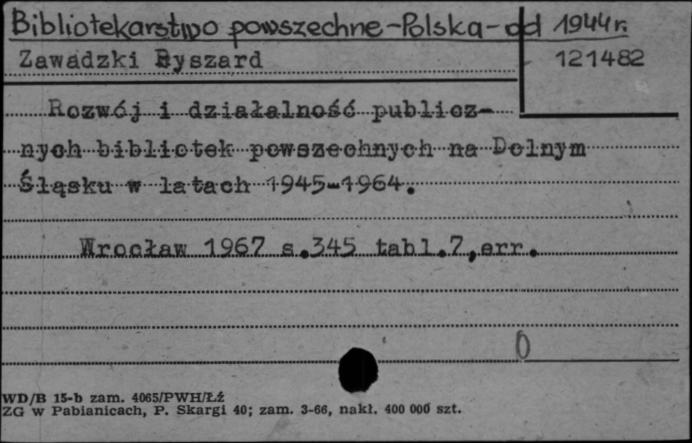 Bibliotekarstwo powszechne-Polska-od 1944r.
Zawadzki Ryszard 121482
Rozwój i działalność publicz-
nych bibliotek powszechnych na Dolnym
Śląsku w latach 1945-1964.
Wrocław 1967 s.345 tabl.7,err.
0
WD/B 15-b zam. 4065/PWH/Łź
ZG w Pabianicach, P. Skargi 40; zam. 3-66, nakł. 400 000 szt.